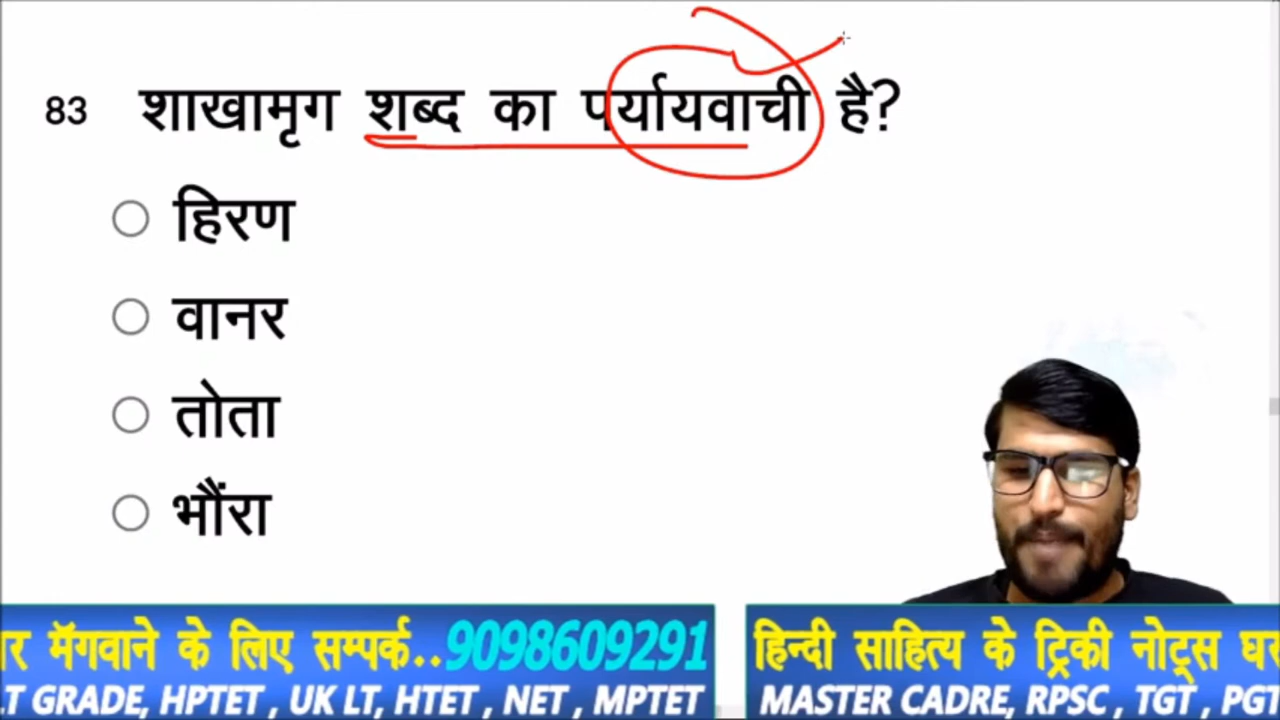 83 शाखामृग शब्द का पर्यायवाची है?
हिरण
वानर
तोता
भौंरा
र मॅगवाने के लिए सम्पर्क..9098609291
हिन्दी साहित्य के ट्रिकी नोट्स घर
LT GRADE, HPTET , UK LT, HTET , NET , MPTET
MASTER CADRE, RPSC , TGT , PGT